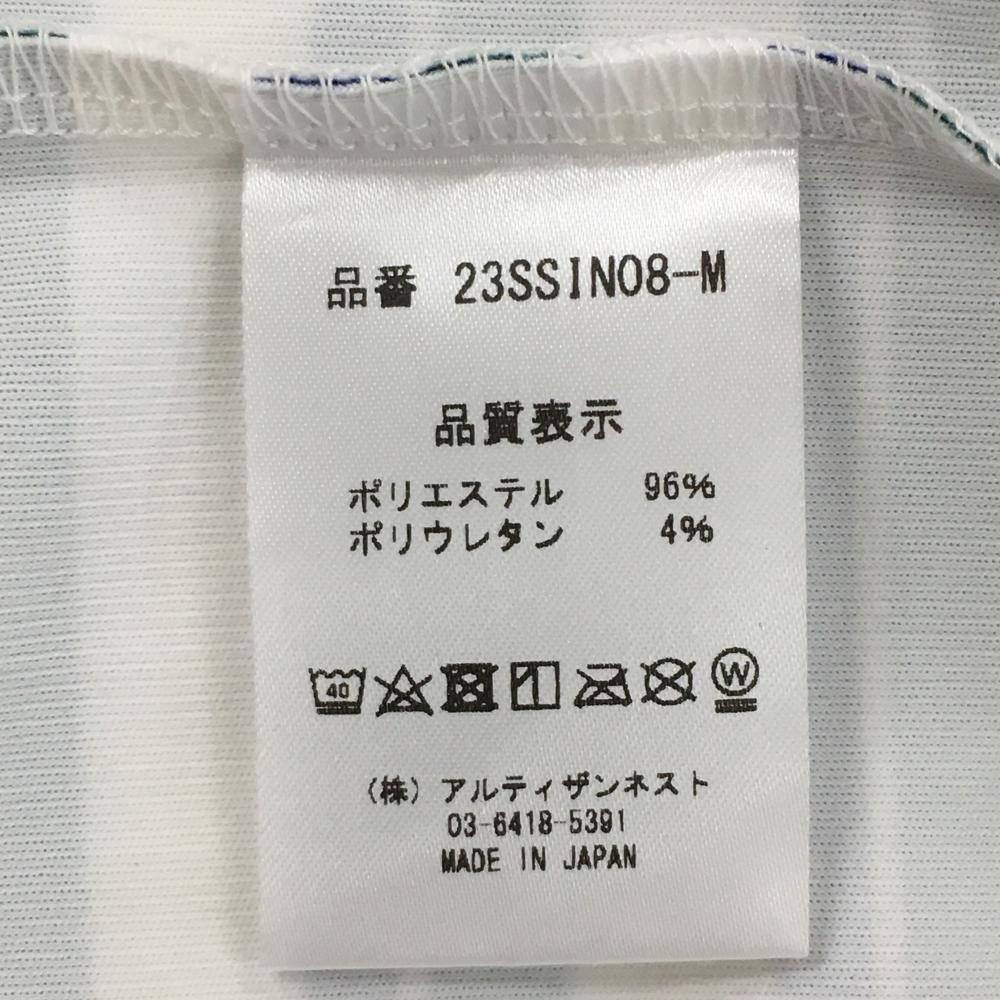 品番 23SSIN08-M
品質表示
ポリエステル 96%
ポリウレタン 4%
40 W
(株)アルティザンネスト
03-6418-5391
MADE IN JAPAN